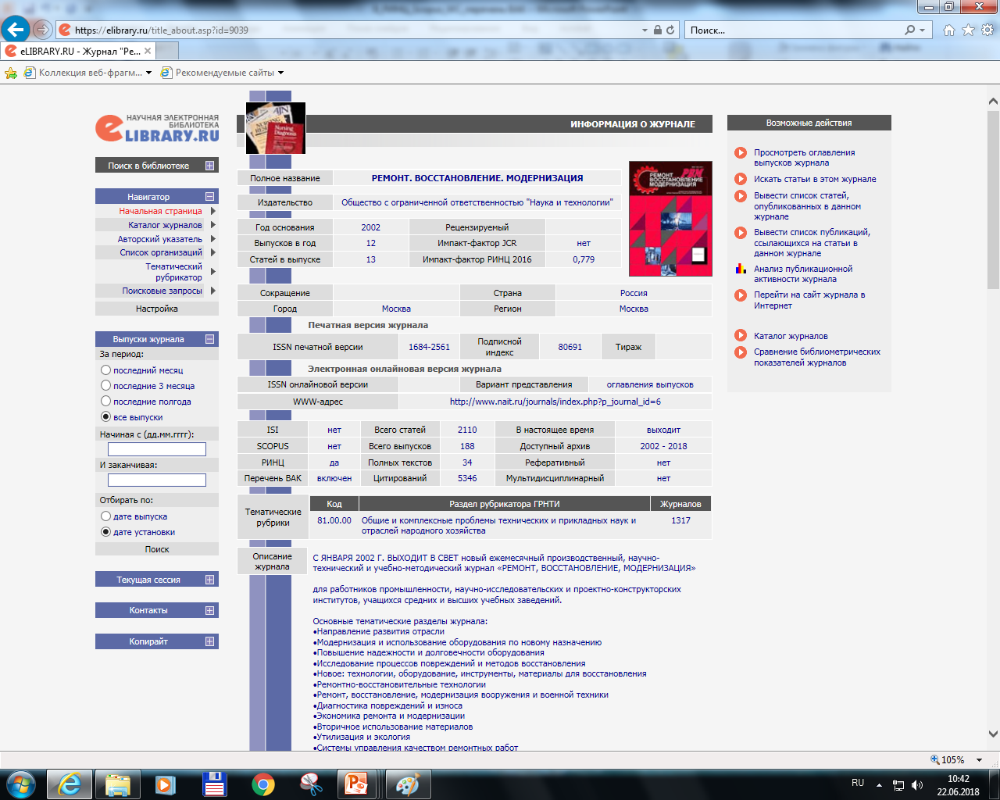 https://elibrary.ru/title_about.asp?id=9039
Поиск...
eLIBRARY.RU - Журнал "Ре...
Коллекция веб-фрагм...
Рекомендуемые сайты
НАУЧНАЯ ЭЛЕКТРОННАЯ
БИБЛИОТЕКА
eLIBRARY.RU
Поиск в библиотеке
Навигатор
Начальная страница
Каталог журналов
Авторский указатель
Список организаций
Тематический
рубрикатор
Поисковые запросы
Настройка
Выпуски журнала
За период:
последний месяц
последние 3 месяца
последние полгода
все выпуски
Начиная с (дд.мм.гггг):
И заканчивая:
Отбирать по:
дате выпуска
дате установки
Поиск
Текущая сессия
Контакты
Копирайт
Nursing
Diagnosis
ИНФОРМАЦИЯ О ЖУРНАЛЕ
Полное название РЕМОНТ. ВОССТАНОВЛЕНИЕ. МОДЕРНИЗАЦИЯ
Издательство Общество с ограниченной ответственностью "Наука и технологии"
Год основания 2002 Рецензируемый
Выпусков в год 12 Импакт-фактор JCR нет
Статей в выпуске 13 Импакт-фактор РИНЦ 2016 0,779
РЕМОНТ
ВОССТАНОВЛЕНИЕ
МОДЕРНИЗАЦИЯ
Сокращение Страна Россия
Город Москва Регион Москва
Печатная версия журнала
ISSN печатной версии 1684-2561 Подписной индекс 80691 Тираж
Электронная онлайновая версия журнала
ISSN онлайновой версии Вариант представления оглавления выпусков
WWW-адрес http://www.nait.ru/journals/index.php?p_journal_id=6
ISI нет Всего статей 2110 В настоящее время выходит
SCOPUS нет Всего выпусков 188 Доступный архив 2002 - 2018
РИНЦ да Полных текстов 34 Реферативный нет
Перечень ВАК включен Цитирований 5346 Мультидисциплинарный нет
Тематические
рубрики
Код Раздел рубрикатора ГРНТИ Журналов
81.00.00 Общие и комплексные проблемы технических и прикладных наук и 1317
отраслей народного хозяйства
Описание
журнала
С ЯНВАРЯ 2002 Г. ВЫХОДИТ В СВЕТ новый ежемесячный производственный, научно-
технический и учебно-методический журнал «РЕМОНТ, ВОССТАНОВЛЕНИЕ, МОДЕРНИЗАЦИЯ»
для работников промышленности, научно-исследовательских и проектно-конструкторских
институтов, учащихся средних и высших учебных заведений.
Основные тематические разделы журнала:
•Направление развития отрасли
•Модернизация и использование оборудования по новому назначению
•Повышение надежности и долговечности оборудования
•Исследование процессов повреждений и методов восстановления
•Новое: технологии, оборудование, инструменты, материалы для восстановления
•Ремонтно-восстановительные технологии
•Ремонт, восстановление, модернизация вооружения и военной техники
•Диагностика повреждений и износа
•Экономика ремонта и модернизации
•Вторичное использование материалов
•Утилизация и экология
•Системы управления качеством ремонтных работ
Возможные действия
Просмотреть оглавления
выпусков журнала
Искать статьи в этом журнале
Вывести список статей,
опубликованных в данном
журнале
Вывести список публикаций,
ссылающихся на статьи в
данном журнале
Анализ публикационной
активности журнала
Перейти на сайт журнала в
Интернет
Каталог журналов
Сравнение библиометрических
показателей журналов
105%
RU
10:42
22.06.2018